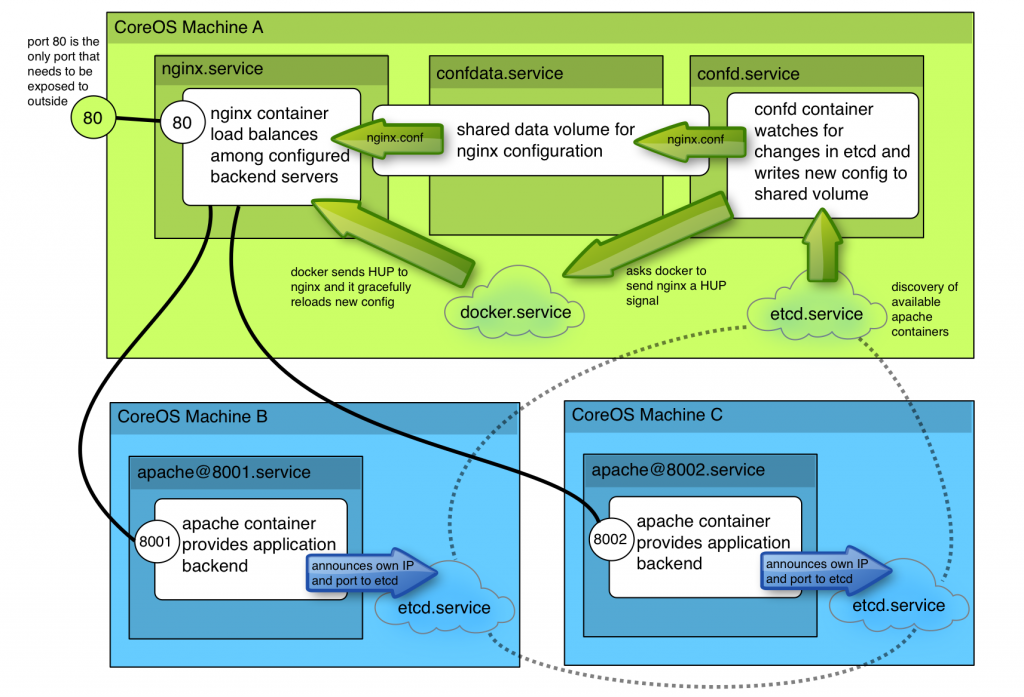 CoreOS Machine A
port 80 is the
only port that
needs to be
exposed to
outside
80
nginx.service
80
nginx container
load balances
among configured
backend servers
nginx.conf
confdata.service
shared data volume for
nginx configuration
nginx.conf
confd.service
confd container
watches for
changes in etcd and
writes new config to
shared volume
docker sends HUP to
nginx and it gracefully
reloads new config
docker.service
asks docker to
send nginx a HUP
signal
etcd.service
discovery of
available
apache
containers
CoreOS Machine B
apache@8001.service
8001
apache container
provides application
backend
announces own IP
and port to etcd
etcd.service
CoreOS Machine C
apache@8002.service
8002
apache container
provides application
backend
announces own IP
and port to etcd
etcd.service